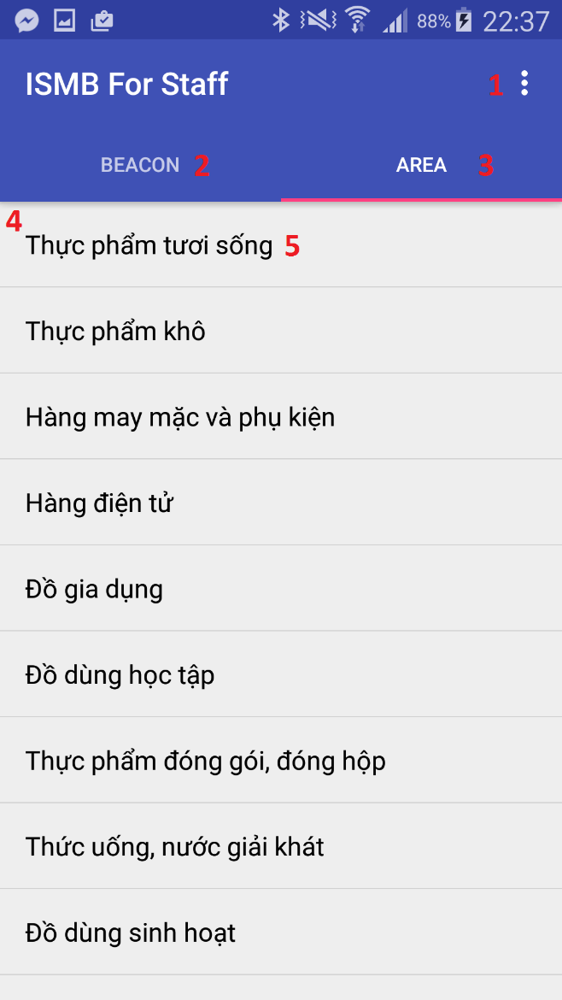 88% 22:37
ISMB For Staff 1
BEACON 2 AREA 3
4
Thực phẩm tươi sống 5
Thực phẩm khô
Hàng may mặc và phụ kiện
Hàng điện tử
Đồ gia dụng
Đồ dùng học tập
Thực phẩm đóng gói, đóng hộp
Thức uống, nước giải khát
Đồ dùng sinh hoạt